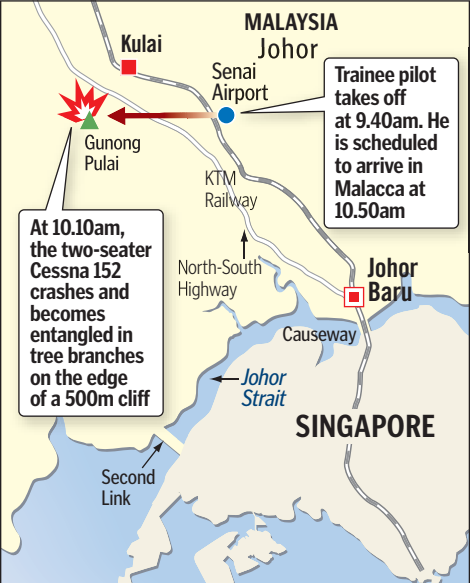 MALAYSIA
Johor
Kulai
Senai
Airport
Trainee pilot
takes off
at 9.40am. He
is scheduled
to arrive in
Malacca at
10.50am
Gunong
Pulai
KTM
Railway
At 10.10am,
the two-seater
Cessna 152
crashes and
becomes
entangled in
tree branches
on the edge
of a 500m cliff
North-South
Highway
Johor
Baru
Causeway
Johor
Strait
SINGAPORE
Second
Link